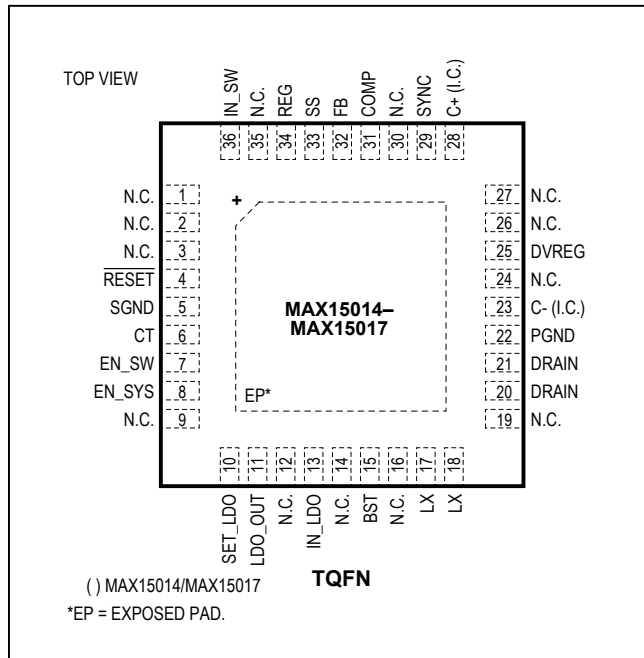 TOP VIEW
IN_SW
N.C.
REG
SS
FB
COMP
N.C.
SYNC
C+ (I.C.)
36
35
34
33
32
31
30
29
28
N.C. 1
N.C. 2
N.C. 3
RESET 4
SGND 5
CT 6
EN_SW 7
EN_SYS 8
N.C. 9
+
MAX15014–
MAX15017
EP*
27 N.C.
26 N.C.
25 DVREG
24 N.C.
23 C- (I.C.)
22 PGND
21 DRAIN
20 DRAIN
19 N.C.
10
11
12
13
14
15
16
17
18
SET_LDO
LDO_OUT
N.C.
IN_LDO
N.C.
BST
N.C.
LX
LX
TQFN
( ) MAX15014/MAX15017
*EP = EXPOSED PAD.